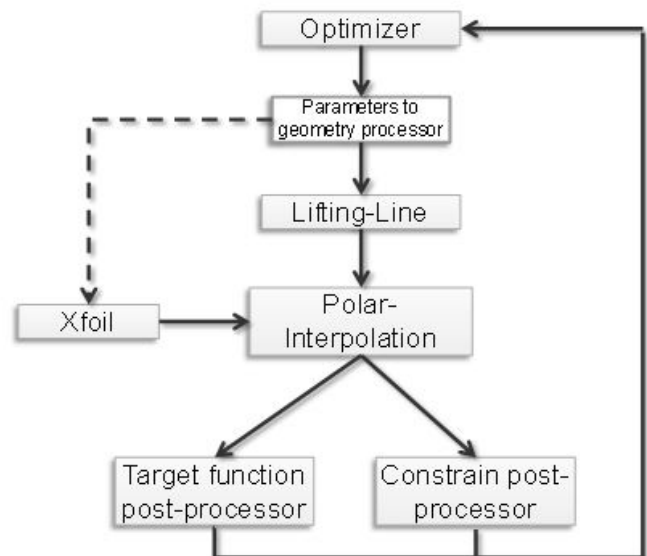 Optimizer
Parameters to
geometry processor
Lifting-Line
Xfoil
Polar-
Interpolation
Target function
post-processor
Constrain post-
processor